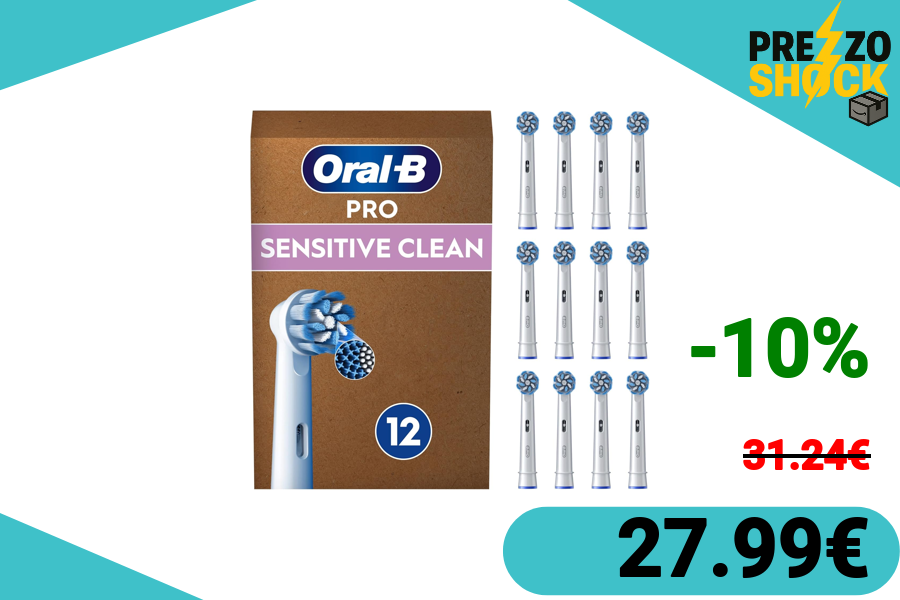 PREZZO
SHOCK
Oral-B
PRO
SENSITIVE CLEAN
12
-10%
31.24€
27.99€